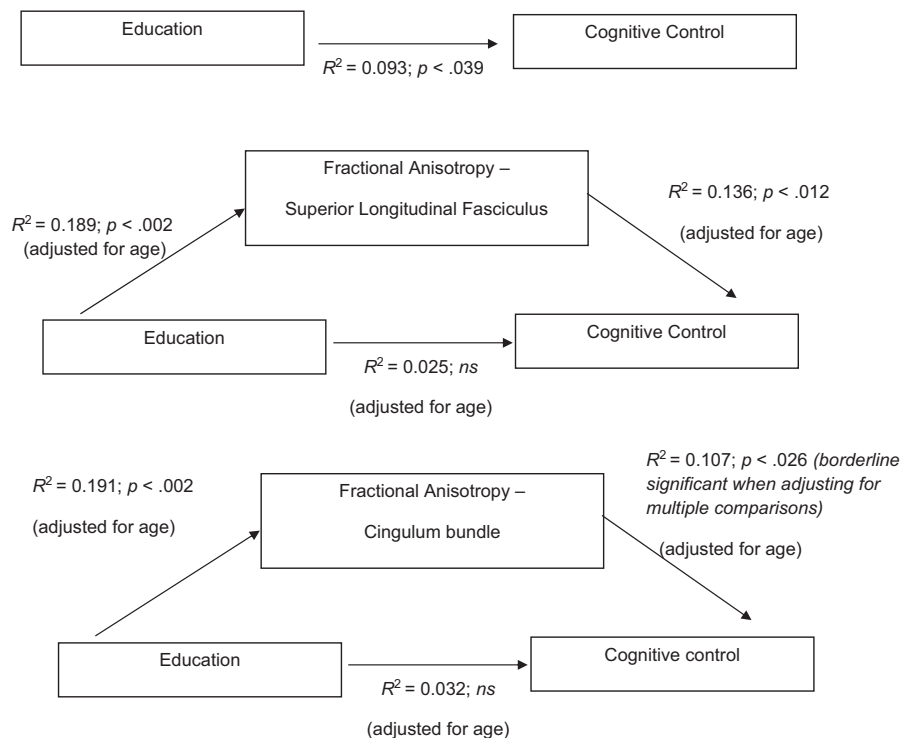 Education
Cognitive Control
R² = 0.093; p < .039
Fractional Anisotropy –
Superior Longitudinal Fasciculus
R² = 0.189; p < .002
(adjusted for age)
R² = 0.136; p < .012
(adjusted for age)
Education
Cognitive Control
R² = 0.025; ns
(adjusted for age)
Fractional Anisotropy –
Cingulum bundle
R² = 0.191; p < .002
(adjusted for age)
R² = 0.107; p < .026 (borderline
significant when adjusting for
multiple comparisons)
(adjusted for age)
Education
Cognitive control
R² = 0.032; ns
(adjusted for age)